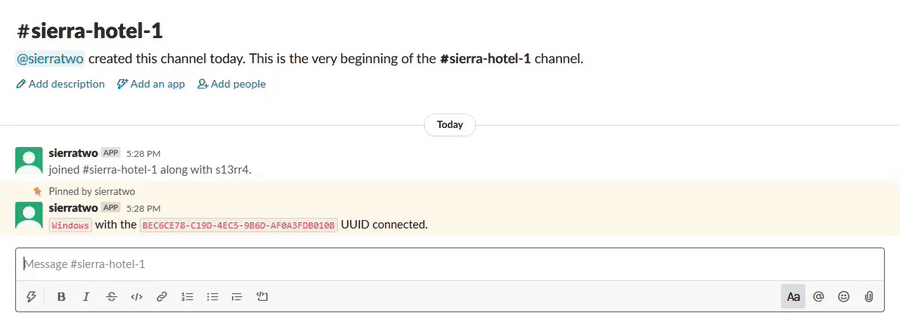 #sierra-hotel-1
@sierratwo created this channel today. This is the very beginning of the #sierra-hotel-1 channel.
Add description Add an app Add people
Today
sierratwo APP 5:28 PM
joined #sierra-hotel-1 along with s13rr4.
Pinned by sierratwo
sierratwo APP 5:28 PM
Windows with the BEC6CE78-C19D-4EC5-9B6D-AF0A3FDB010B UUID connected.
Message #sierra-hotel-1
B I S </> Aa @